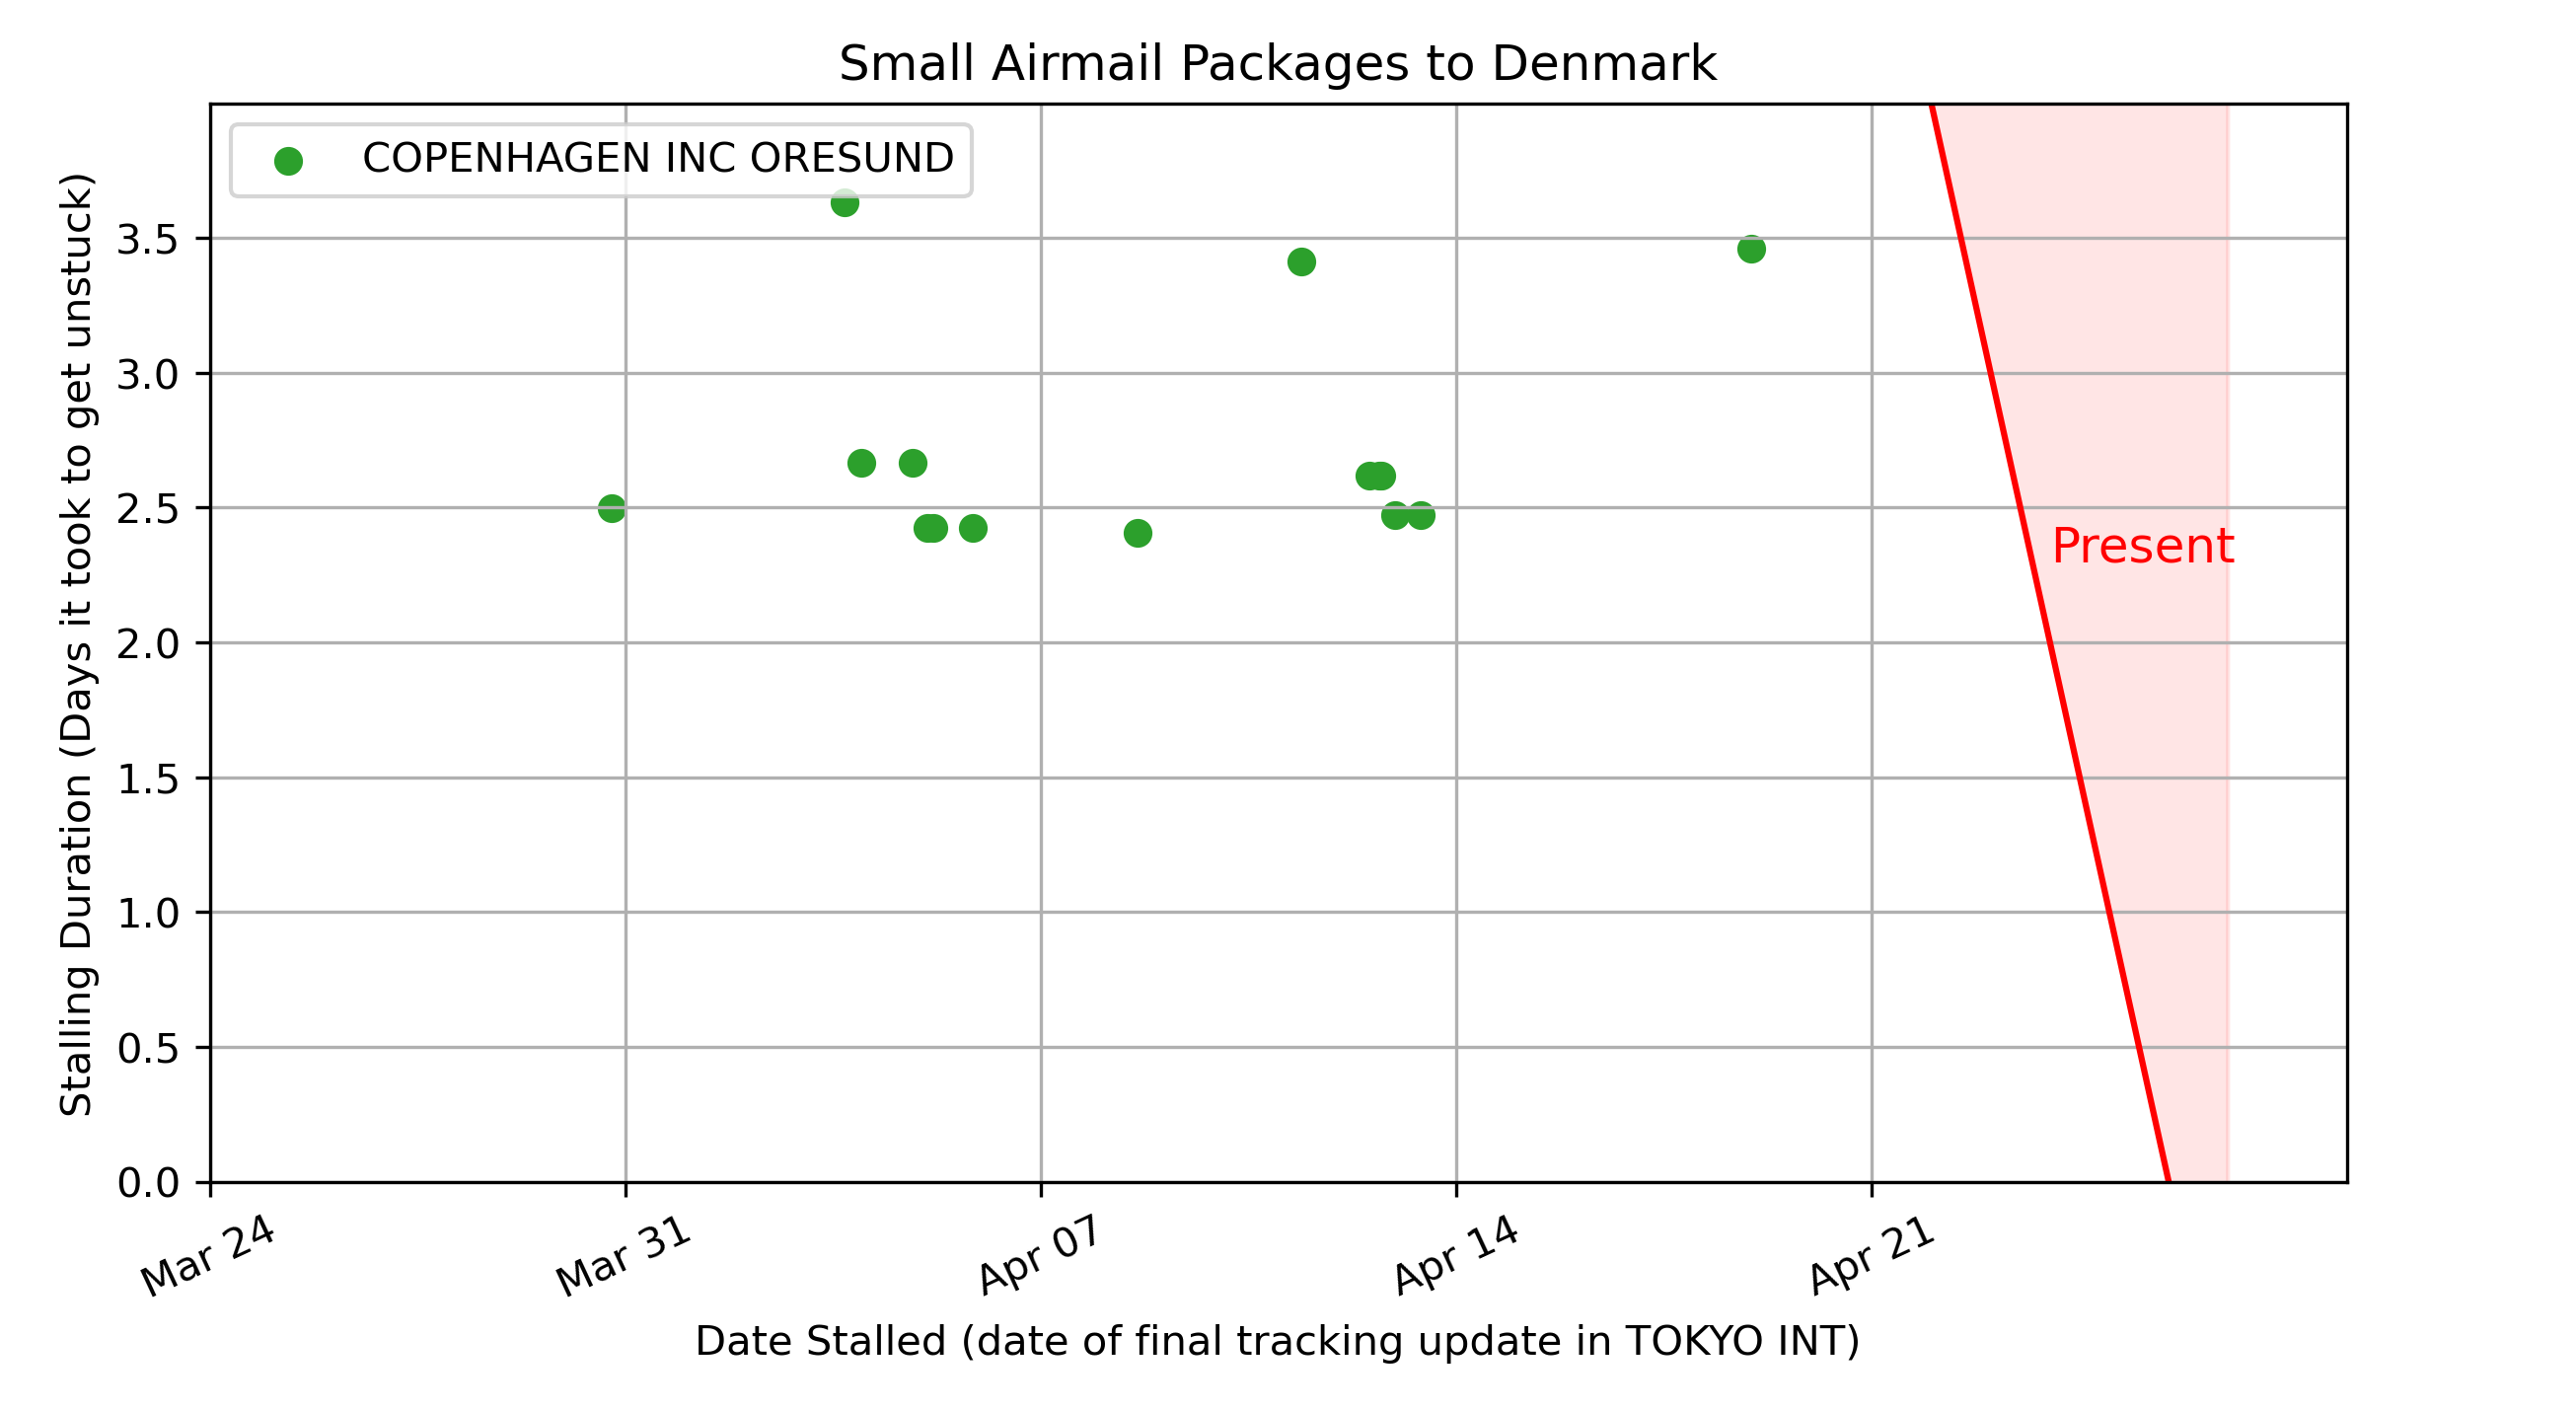 Small Airmail Packages to Denmark
COPENHAGEN INC ORESUND
Stalling Duration (Days it took to get unstuck)
3.5
3.0
2.5
2.0
1.5
1.0
0.5
0.0
Present
Mar 24
Mar 31
Apr 07
Apr 14
Apr 21
Date Stalled (date of final tracking update in TOKYO INT)